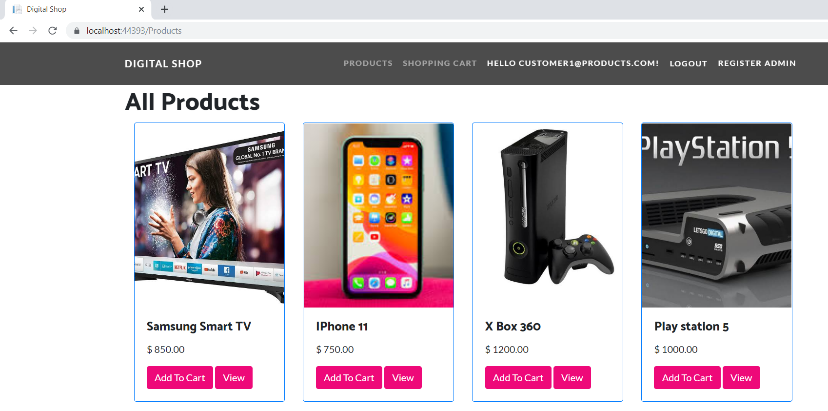 Digital Shop
localhost:44393/Products
DIGITAL SHOP
PRODUCTS SHOPPING CART HELLO CUSTOMER1@PRODUCTS.COM! LOGOUT REGISTER ADMIN
All Products
SAMSUNG
GLOBAL NO.1 TV BRAND
ART TV
PlayStation 5
LETSGODIGITAL
Samsung Smart TV
$ 850.00
Add To Cart View
IPhone 11
$ 750.00
Add To Cart View
X Box 360
$ 1200.00
Add To Cart View
Play station 5
$ 1000.00
Add To Cart View